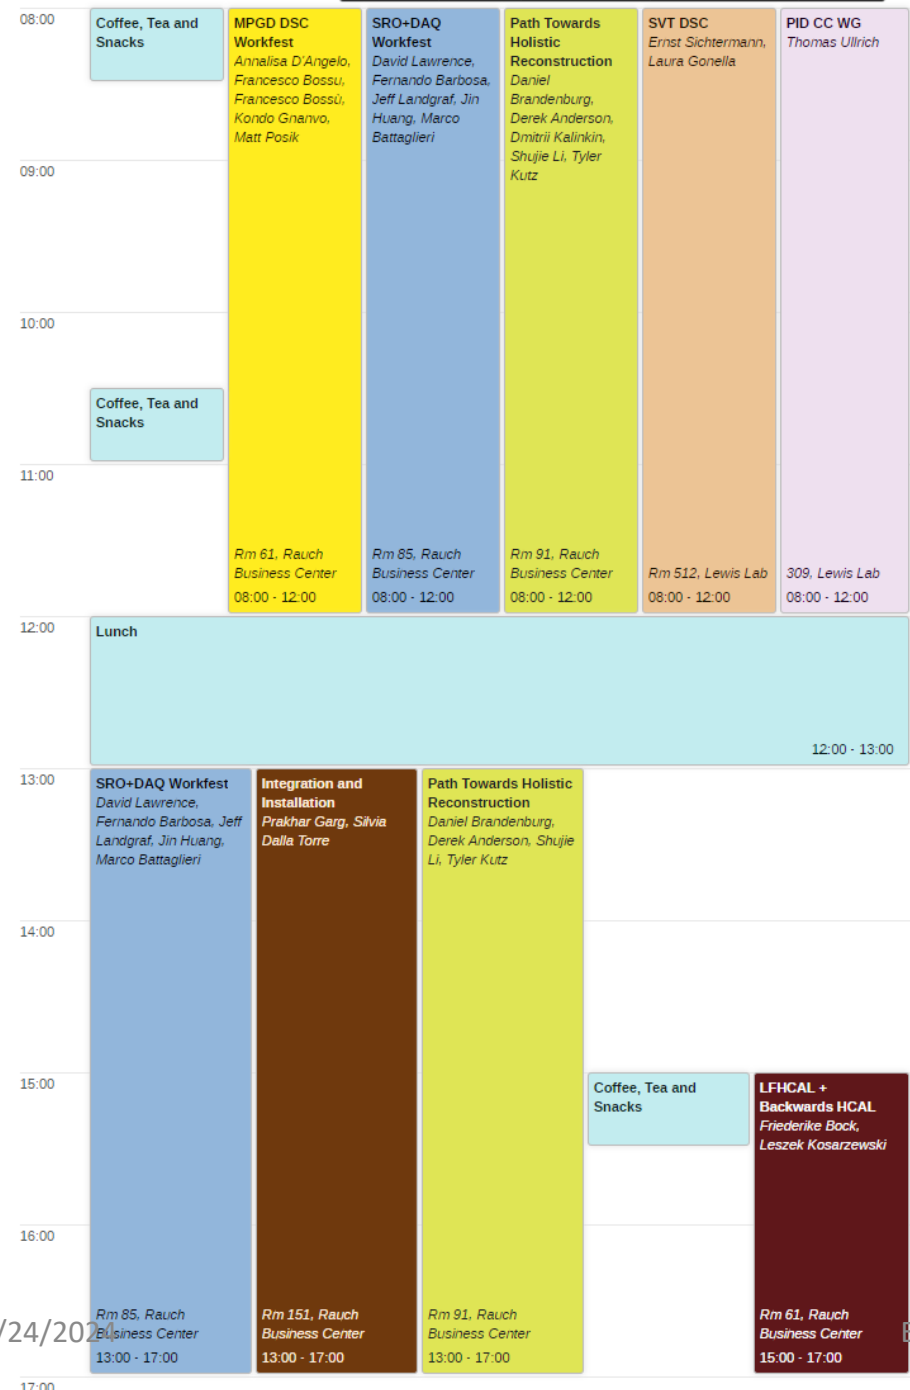 08:00
Coffee, Tea and
Snacks
MPGD DSC
Workfest
Annalisa D'Angelo,
Francesco Bossu,
Francesco Bossù,
Kondo Gnanvo,
Matt Posik
Rm 61, Rauch
Business Center
08:00 - 12:00
SRO+DAQ
Workfest
David Lawrence,
Fernando Barbosa,
Jeff Landgraf, Jin
Huang, Marco
Battaglieri
Rm 85, Rauch
Business Center
08:00 - 12:00
Path Towards
Holistic
Reconstruction
Daniel
Brandenburg,
Derek Anderson,
Dmitrii Kalinkin,
Shujie Li, Tyler
Kutz
Rm 91, Rauch
Business Center
08:00 - 12:00
SVT DSC
Ernst Sichtermann,
Laura Gonella
Rm 512, Lewis Lab
08:00 - 12:00
PID CC WG
Thomas Ullrich
309, Lewis Lab
08:00 - 12:00
09:00
10:00
Coffee, Tea and
Snacks
11:00
12:00
Lunch
12:00 - 13:00
13:00
SRO+DAQ Workfest
David Lawrence,
Fernando Barbosa, Jeff
Landgraf, Jin Huang,
Marco Battaglieri
Rm 85, Rauch
Business Center
13:00 - 17:00
Integration and
Installation
Prakhar Garg, Silvia
Dalla Torre
Rm 151, Rauch
Business Center
13:00 - 17:00
Path Towards Holistic
Reconstruction
Daniel Brandenburg,
Derek Anderson, Shujie
Li, Tyler Kutz
Rm 91, Rauch
Business Center
13:00 - 17:00
14:00
15:00
Coffee, Tea and
Snacks
LFHCAL +
Backwards HCAL
Friederike Bock,
Leszek Kosarzewski
Rm 61, Rauch
Business Center
15:00 - 17:00
16:00
/24/2024
17:00